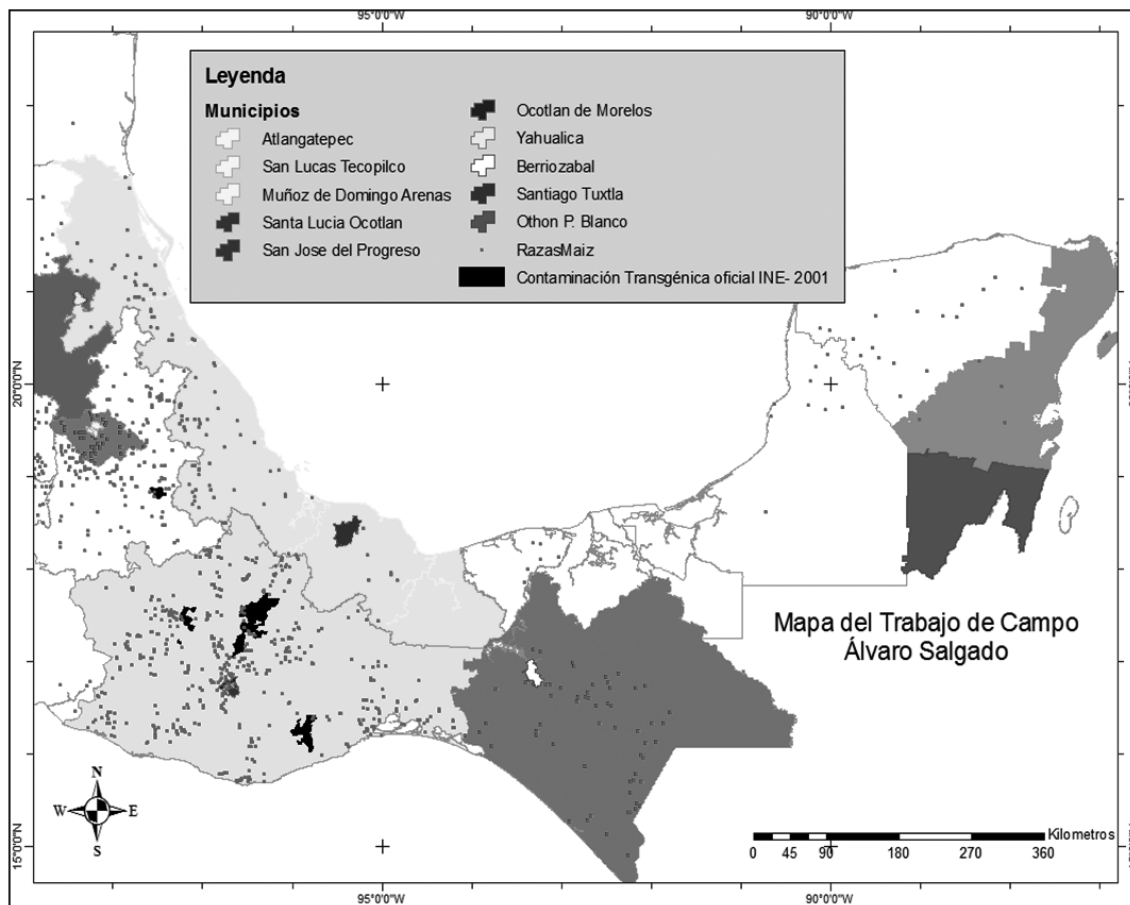 95°0'0"W
90°0'0"W
Leyenda
Municipios
Atlangatepec
San Lucas Tecopilco
Muñoz de Domingo Arenas
Santa Lucia Ocotlan
San Jose del Progreso
Ocotlan de Morelos
Yahualica
Berriozabal
Santiago Tuxtla
Othon P. Blanco
RazasMaiz
Contaminación Transgénica oficial INE- 2001
20°0'0"N
Mapa del Trabajo de Campo
Álvaro Salgado
N
W E
S
Kilometros
0 45 90 180 270 360
15°0'0"N
95°0'0"W
90°0'0"W